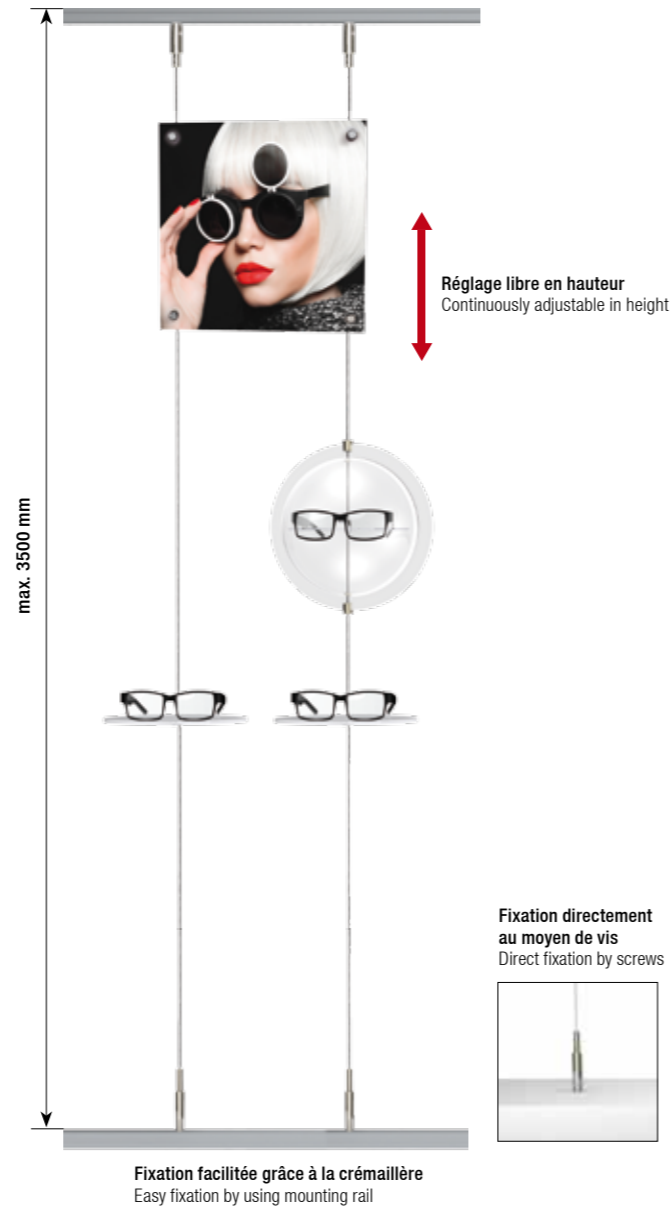 Réglage libre en hauteur
Continuously adjustable in height
max. 3500 mm
Fixation directement
au moyen de vis
Direct fixation by screws
Fixation facilitée grâce à la crémaillère
Easy fixation by using mounting rail